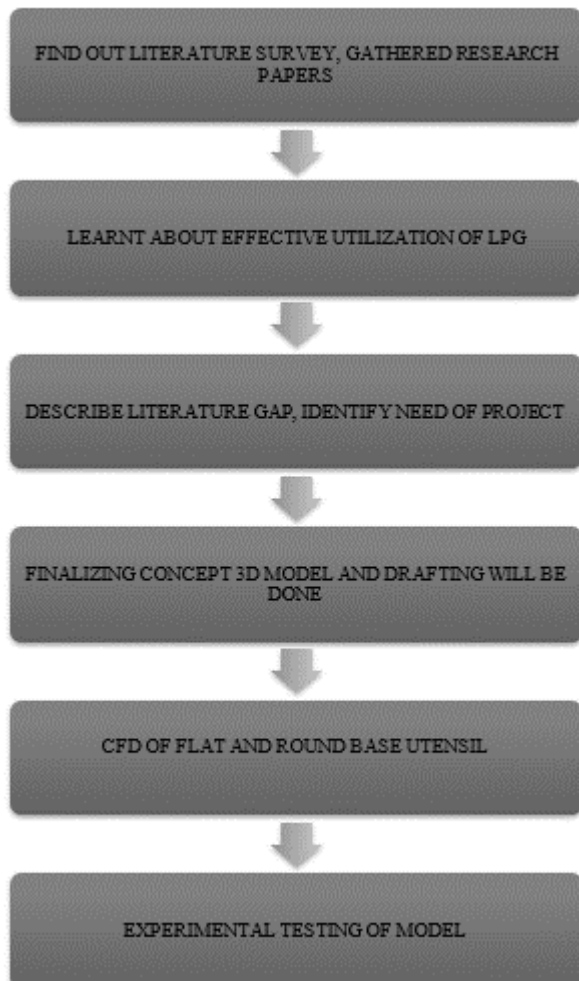 FIND OUT LITERATURE SURVEY, GATHERED RESEARCH
PAPERS
LEARNT ABOUT EFFECTIVE UTILIZATION OF LPG
DESCRIBE LITERATURE GAP, IDENTIFY NEED OF PROJECT
FINALIZING CONCEPT 3D MODEL AND DRAFTING WILL BE
DONE
CFD OF FLAT AND ROUND BASE UTENSIL
EXPERIMENTAL TESTING OF MODEL